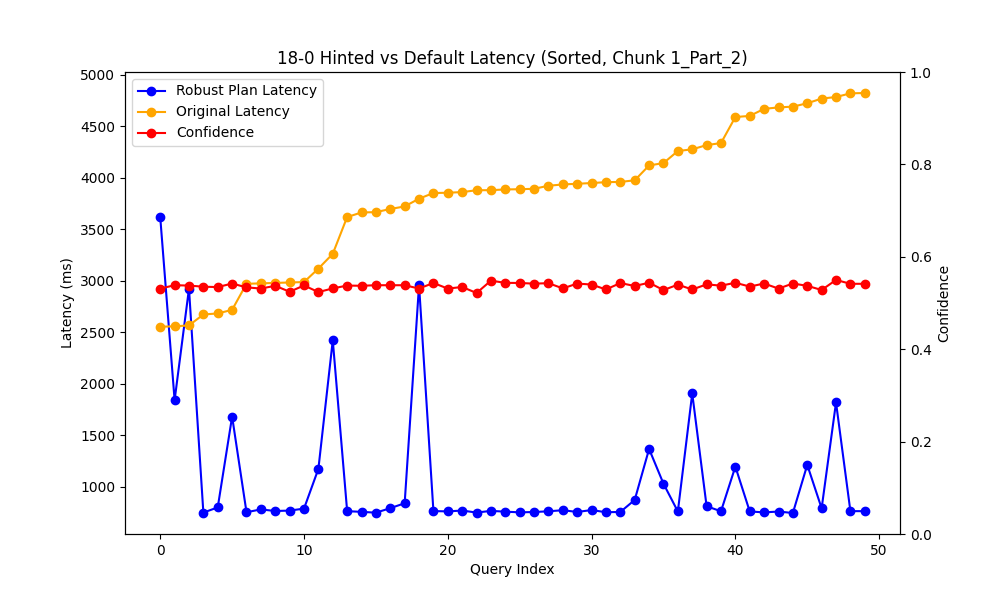 18-0 Hinted vs Default Latency (Sorted, Chunk 1_Part_2)
Robust Plan Latency
Original Latency
Confidence
5000
4500
4000
3500
3000
2500
2000
1500
1000
Latency (ms)
1.0
0.8
0.6
0.4
0.2
0.0
Confidence
0 10 20 30 40 50
Query Index